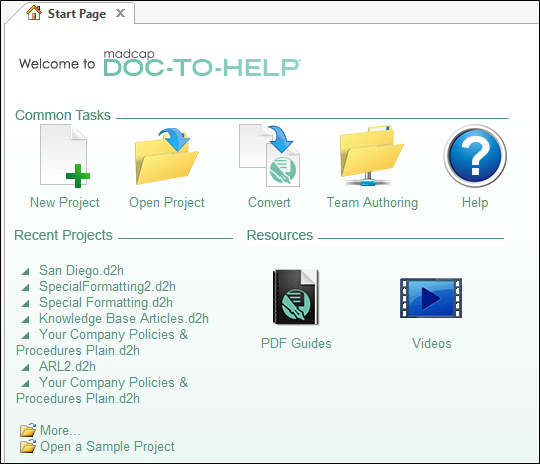 Start Page
Welcome to madcap
DOC-TO-HELP™
Common Tasks
New Project Open Project Convert Team Authoring Help
Recent Projects Resources
San Diego.d2h
SpecialFormatting2.d2h
Special Formatting.d2h
Knowledge Base Articles.d2h
Your Company Policies &
Procedures Plain.d2h
ARL2.d2h
Your Company Policies &
Procedures Plain.d2h
PDF Guides Videos
More...
Open a Sample Project